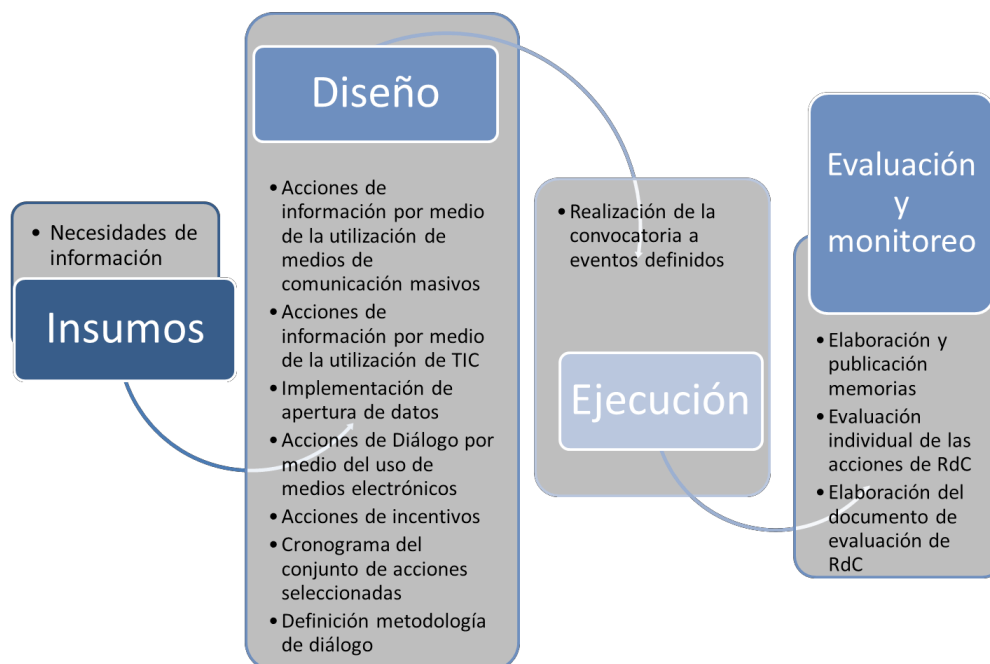 • Necesidades de
información
Insumos
Diseño
• Acciones de
información por medio
de la utilización de
medios de
comunicación masivos
• Acciones de
información por medio
de la utilización de TIC
• Implementación de
apertura de datos
• Acciones de Diálogo por
medio del uso de
medios electrónicos
• Acciones de incentivos
• Cronograma del
conjunto de acciones
seleccionadas
• Definición metodología
de diálogo
• Realización de la
convocatoria a
eventos definidos
Ejecución
Evaluación
y
monitoreo
• Elaboración y
publicación
memorias
• Evaluación
individual de las
acciones de RdC
• Elaboración del
documento de
evaluación de
RdC